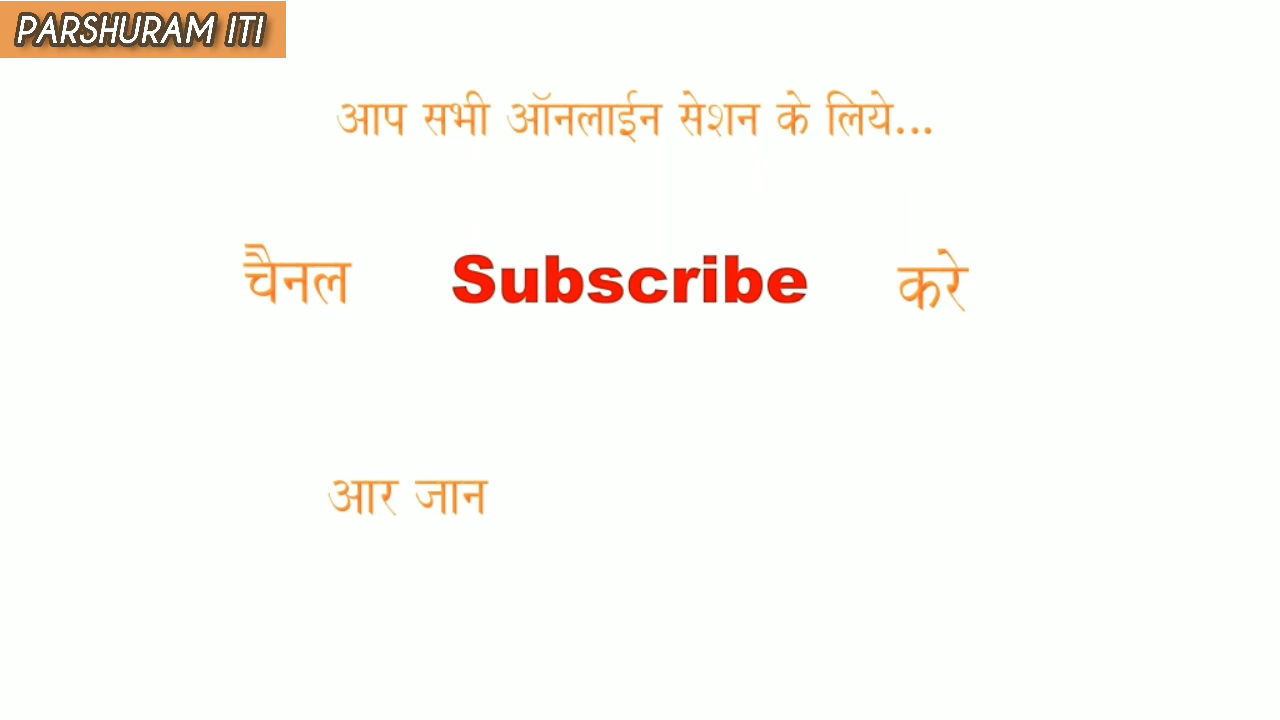 PARSHURAM ITI
आप सभी ऑनलाईन सेशन के लिये...
चैनल Subscribe करे
आर जान